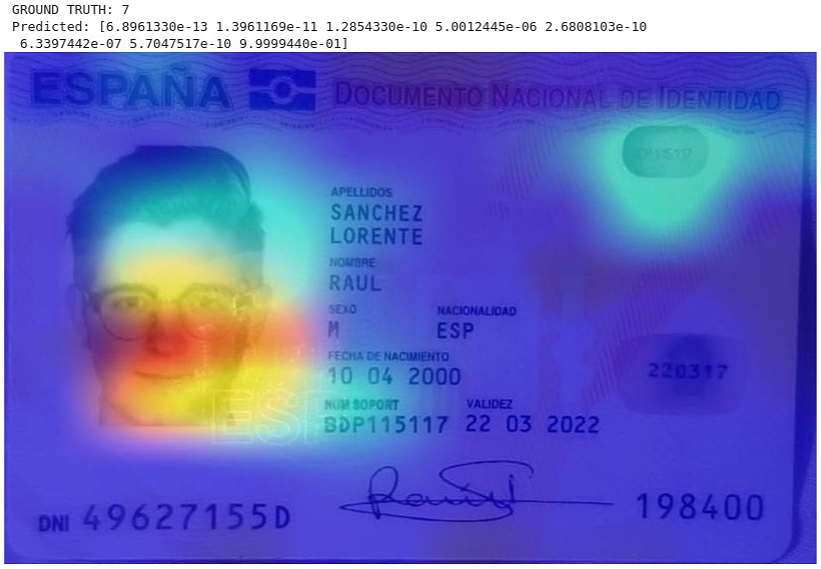 GROUND TRUTH: 7
Predicted: [6.8961330e-13 1.3961169e-11 1.2854330e-10 5.0012445e-06 2.6808103e-10
6.3397442e-07 5.7047517e-10 9.9999440e-01]
ESPAÑA DOCUMENTO NACIONAL DE IDENTIDAD
BDP115117
APELLIDOS
SANCHEZ
LORENTE
NOMBRE
RAUL
SEXO NACIONALIDAD
M ESP
FECHA DE NACIMIENTO
10 04 2000
220317
NUM SOPORT VALIDEZ
BDP115117 22 03 2022
ESP
DNI 49627155D
198400